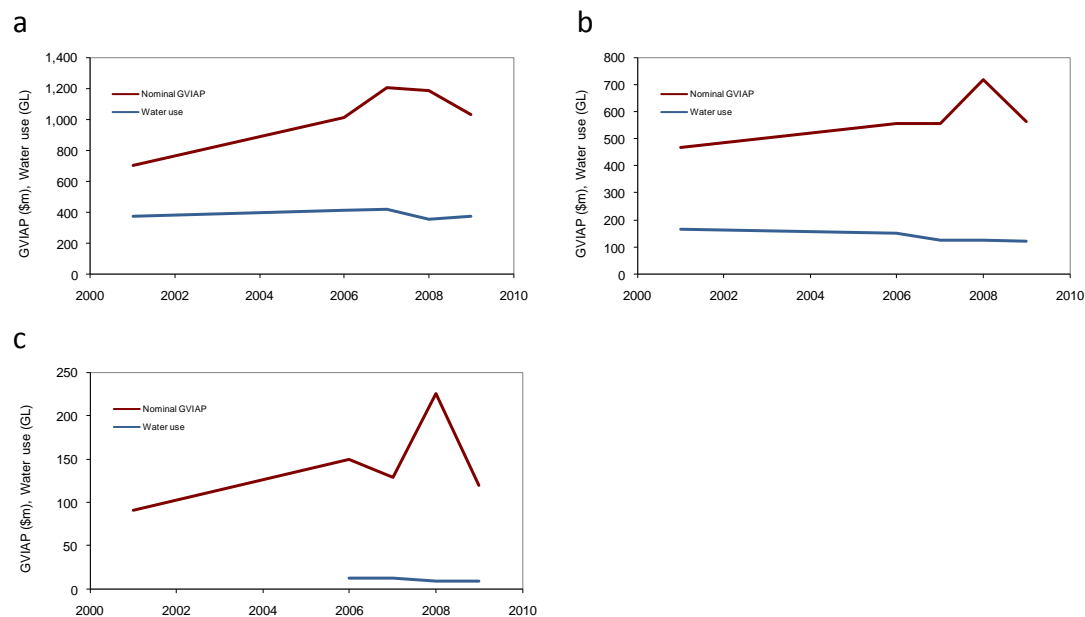 a
GVIAP ($m), Water use (GL)
1,400
1,200
1,000
800
600
400
200
0
Nominal GVIAP
Water use
2000 2002 2004 2006 2008 2010
b
GVIAP ($m), Water use (GL)
800
700
600
500
400
300
200
100
0
Nominal GVIAP
Water use
2000 2002 2004 2006 2008 2010
c
GVIAP ($m), Water use (GL)
250
200
150
100
50
0
Nominal GVIAP
Water use
2000 2002 2004 2006 2008 2010